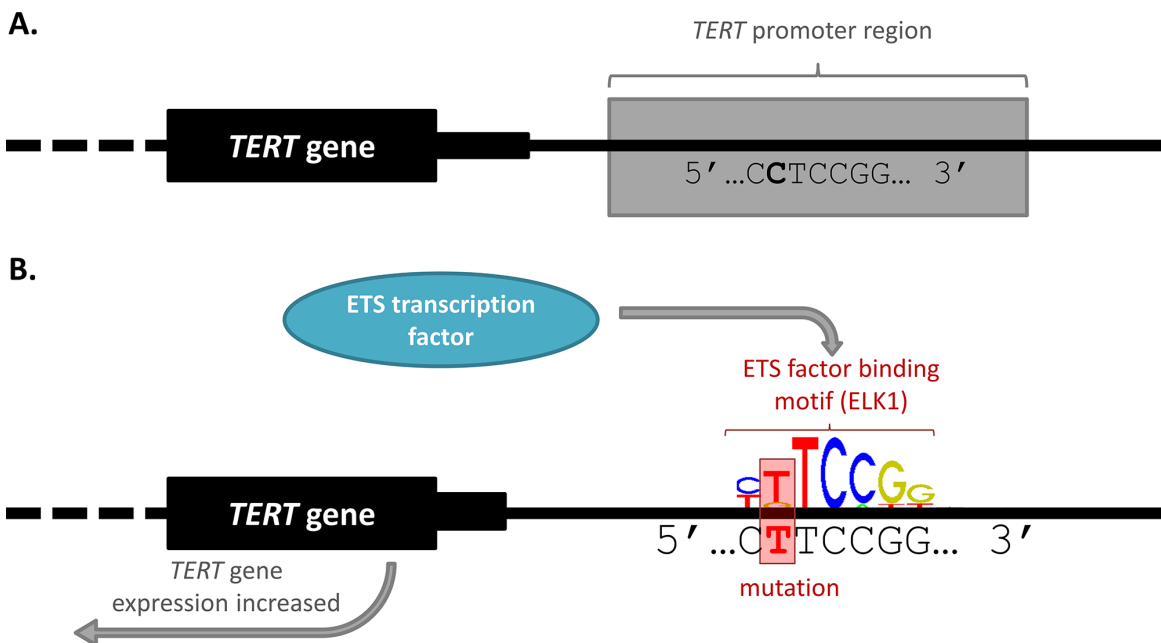 A.
TERT promoter region
TERT gene
5′ …CCTCCGG… 3′
B.
ETS transcription
factor
ETS factor binding
motif (ELK1)
CTTCCGG
TERT gene
5′ …CTTCCGG… 3′
TERT gene
expression increased
mutation